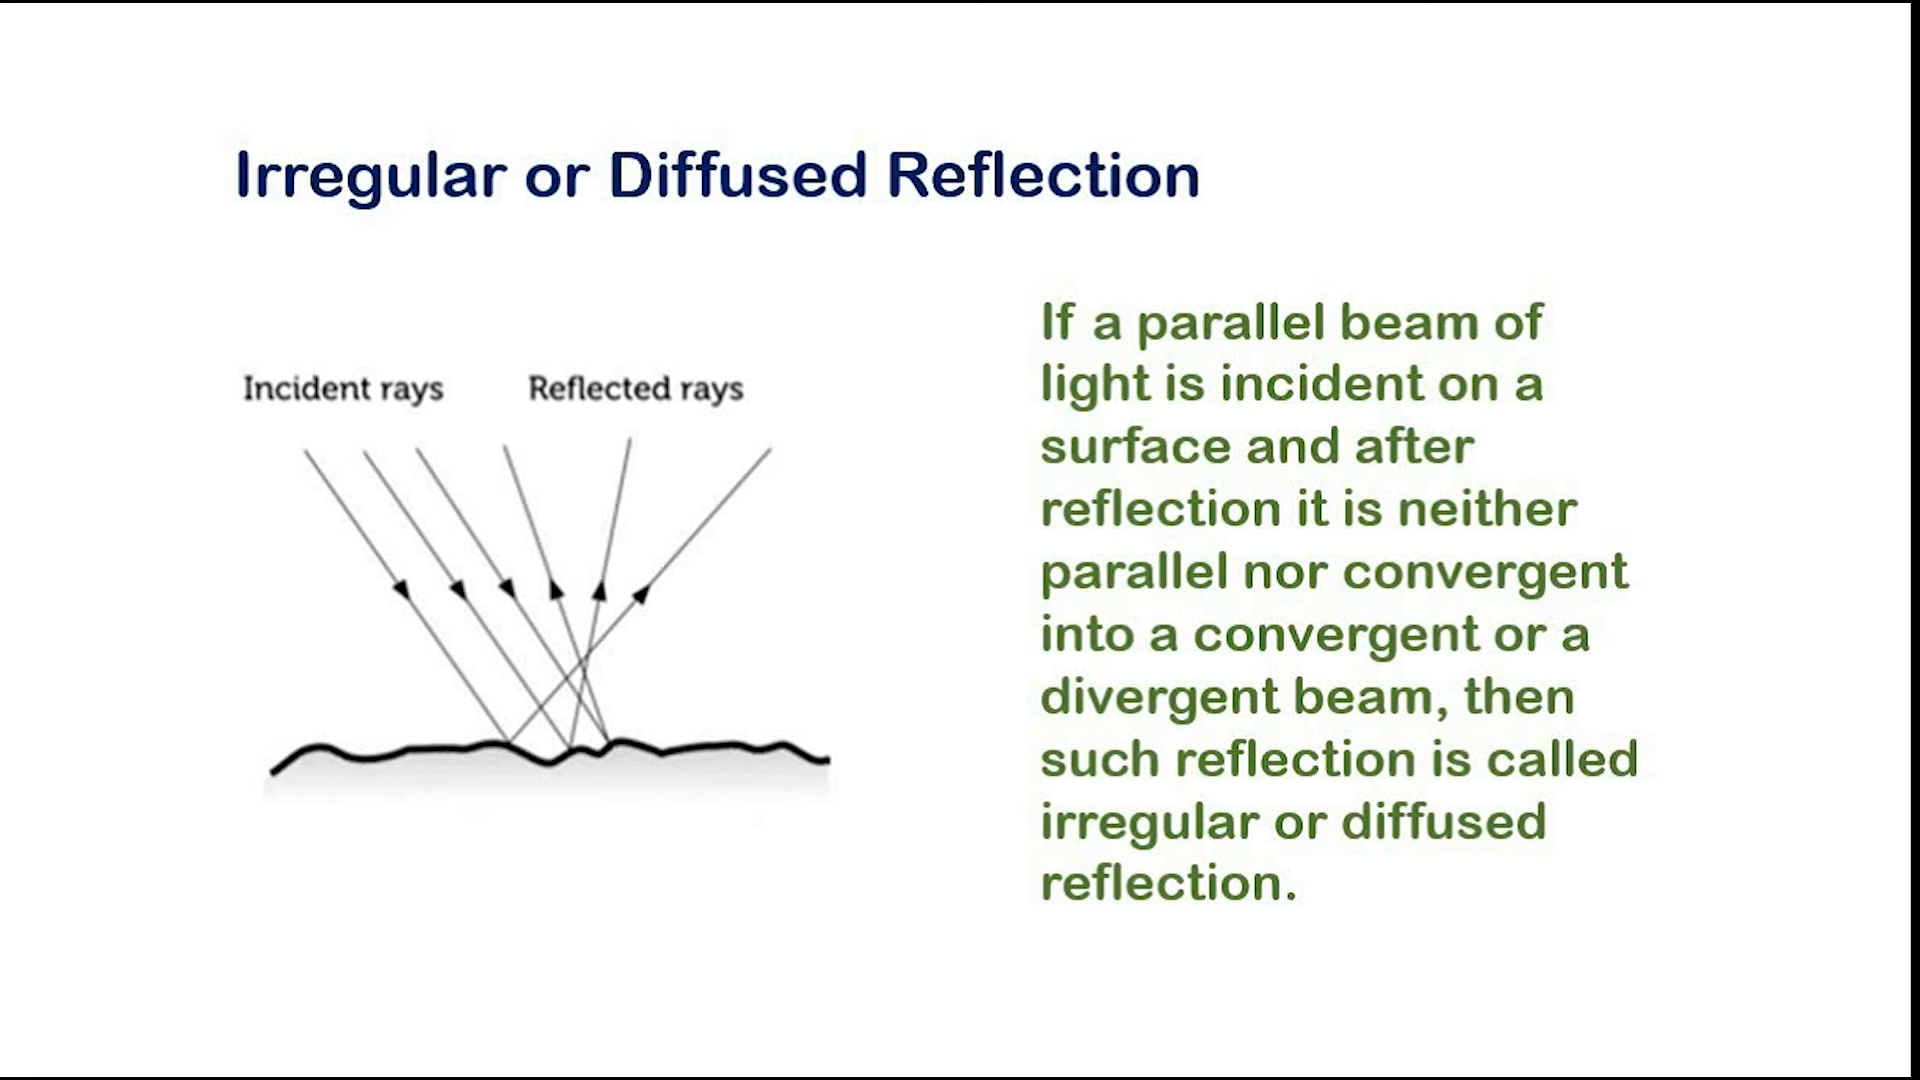 Irregular or Diffused Reflection
Incident rays
Reflected rays
If a parallel beam of
light is incident on a
surface and after
reflection it is neither
parallel nor convergent
into a convergent or a
divergent beam, then
such reflection is called
irregular or diffused
reflection.